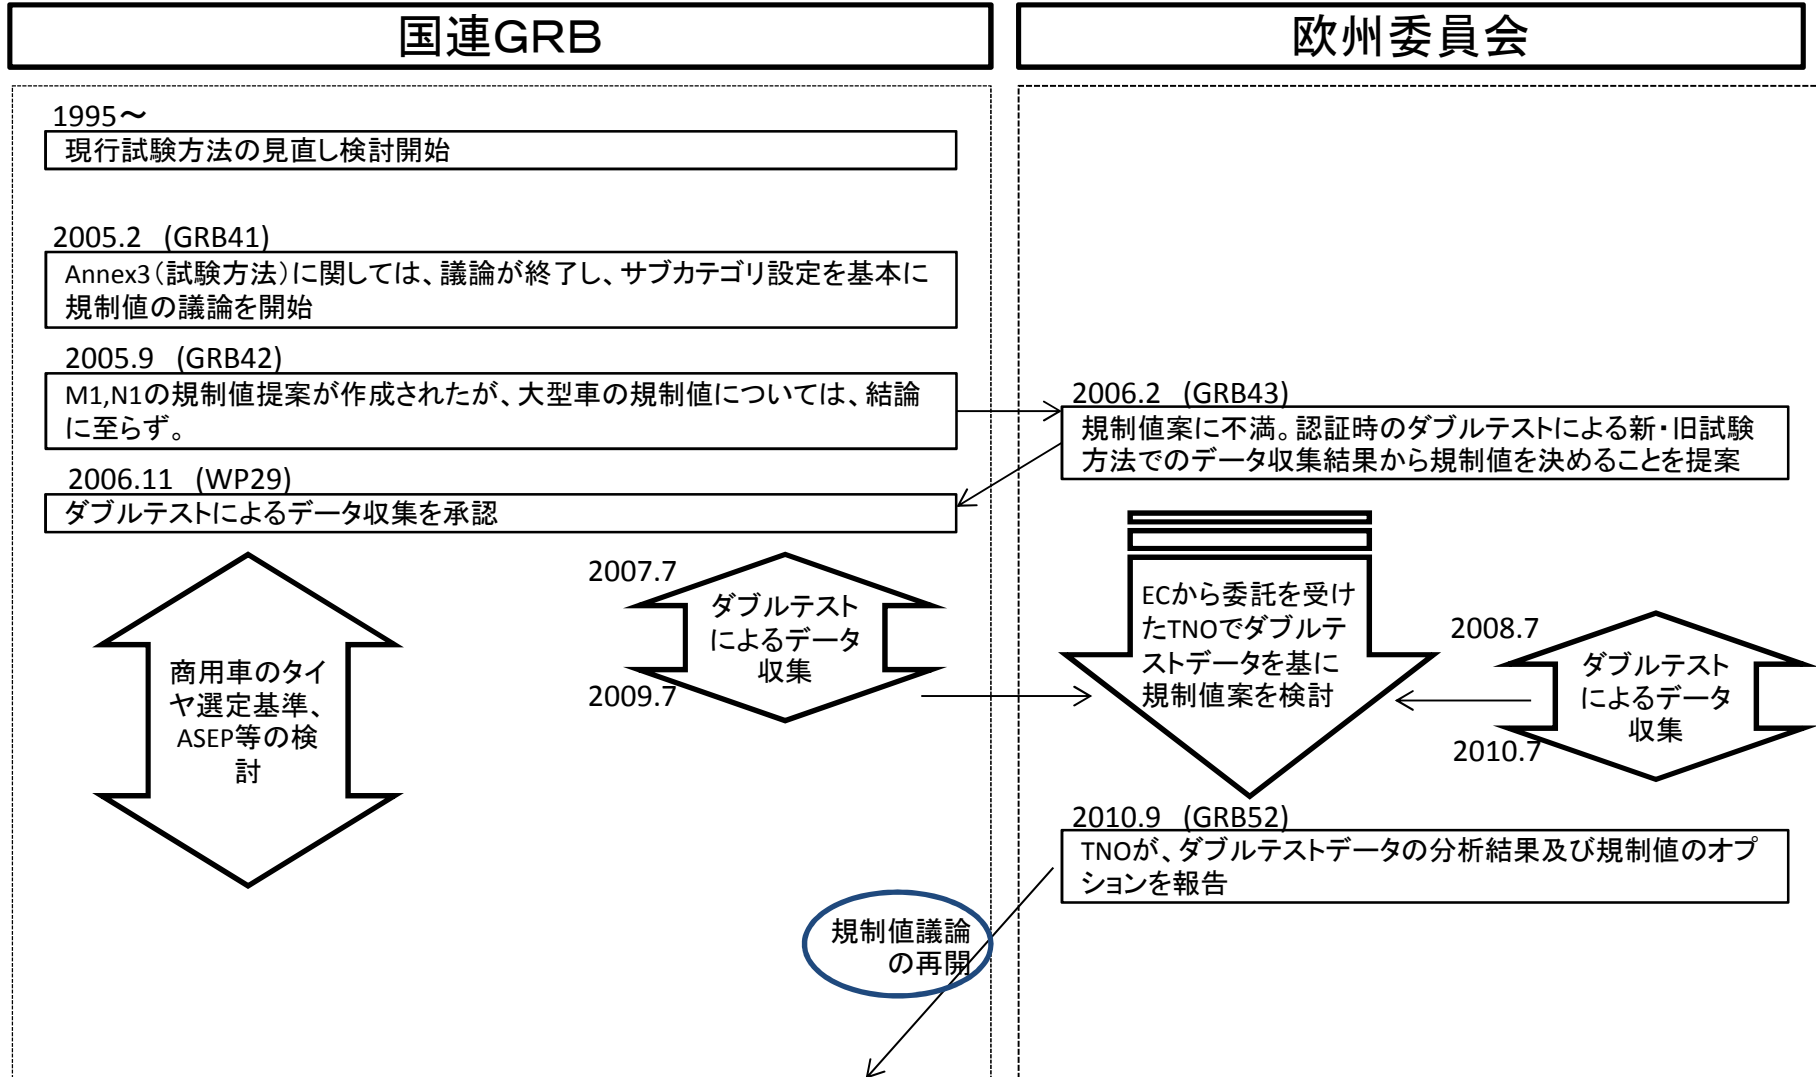 国連GRB
1995~
現行試験方法の見直し検討開始
2005.2 (GRB41)
Annex3(試験方法)に関しては、議論が終了し、サブカテゴリ設定を基本に
規制値の議論を開始
2005.9 (GRB42)
M1,N1の規制値提案が作成されたが、大型車の規制値については、結論
に至らず。
2006.11 (WP29)
ダブルテストによるデータ収集を承認
商用車のタイ
ヤ選定基準、
ASEP等の検
討
2007.7
ダブルテスト
によるデータ
収集
2009.7
規制値議論
の再開
欧州委員会
2006.2 (GRB43)
規制値案に不満。認証時のダブルテストによる新・旧試験
方法でのデータ収集結果から規制値を決めることを提案
ECから委託を受け
たTNOでダブルテ
ストデータを基に
規制値案を検討
2008.7
ダブルテスト
によるデータ
収集
2010.7
2010.9 (GRB52)
TNOが、ダブルテストデータの分析結果及び規制値のオプ
ションを報告